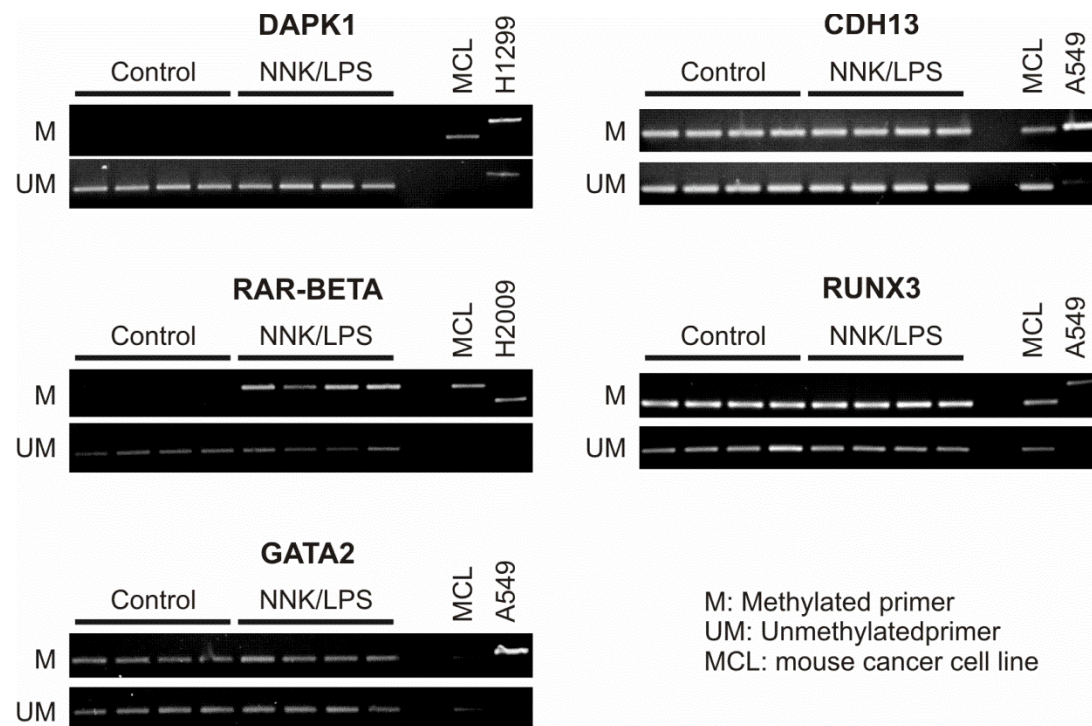 DAPK1
Control NNK/LPS MCL H1299
M
UM
CDH13
Control NNK/LPS MCL A549
M
UM
RAR-BETA
Control NNK/LPS MCL H2009
M
UM
RUNX3
Control NNK/LPS MCL A549
M
UM
GATA2
Control NNK/LPS MCL A549
M
UM
M: Methylated primer
UM: Unmethylatedprimer
MCL: mouse cancer cell line